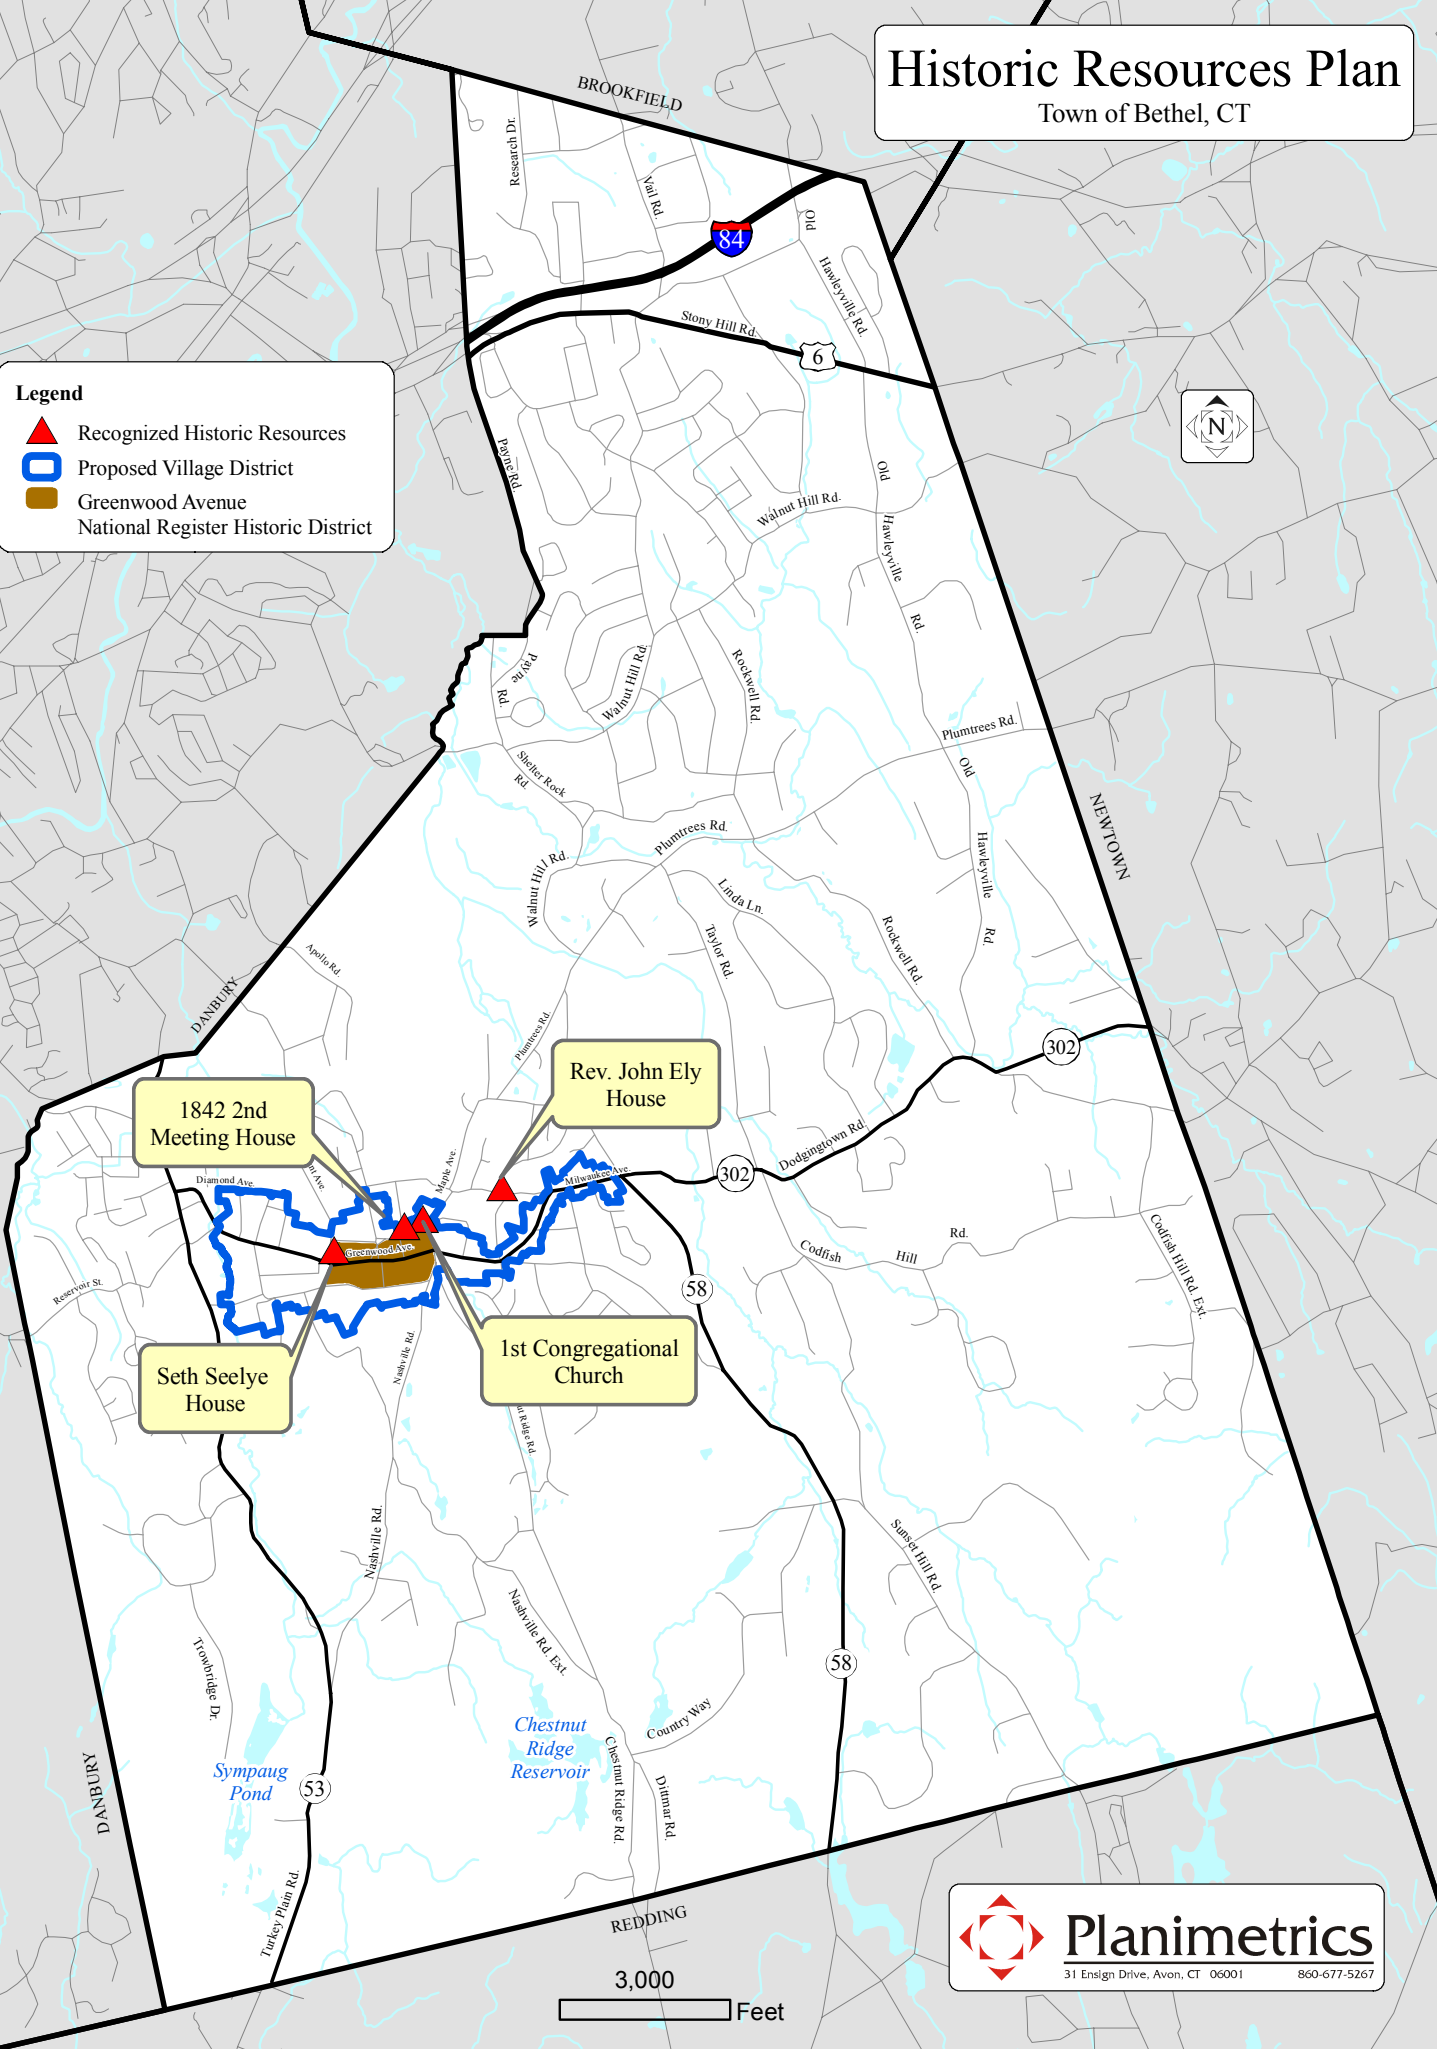 Historic Resources Plan
Town of Bethel, CT
BROOKFIELD
Research Dr.
Vail Rd.
Old
Hawleyville Rd.
84
Stony Hill Rd.
6
Legend
Recognized Historic Resources
Proposed Village District
Greenwood Avenue
National Register Historic District
N
Payne Rd.
Old
Hawleyville
Rd.
Walnut Hill Rd.
Payne
Rd.
Walnut Hill Rd.
Rockwell Rd.
Plumtrees Rd.
Shelter Rock
Rd.
Old
Hawleyville
Rd.
NEWTOWN
Plumtrees Rd.
Walnut Hill Rd.
Linda Ln.
Taylor Rd.
Rockwell Rd.
Apollo Rd.
DANBURY
Plumtrees Rd.
302
Rev. John Ely
House
1842 2nd
Meeting House
Dodgingtown Rd.
302
Maple Ave.
Milwaukee Ave.
Diamond Ave.
nt Ave.
Greenwood Ave.
Codfish
Hill
Rd.
Codfish Hill Rd. Ext.
Reservoir St.
58
1st Congregational
Church
Seth Seelye
House
Nashville Rd.
ut Ridge Rd.
Nashville Rd.
Sunset Hill Rd.
Nashville Rd. Ext.
Trowbridge Dr.
58
Country Way
Chestnut
Ridge
Reservoir
Sympaug
Pond
53
Chestnut Ridge Rd.
Dittmar Rd.
DANBURY
Turkey Plain Rd.
REDDING
3,000
Feet
Planimetrics
31 Ensign Drive, Avon, CT 06001 860-677-5267